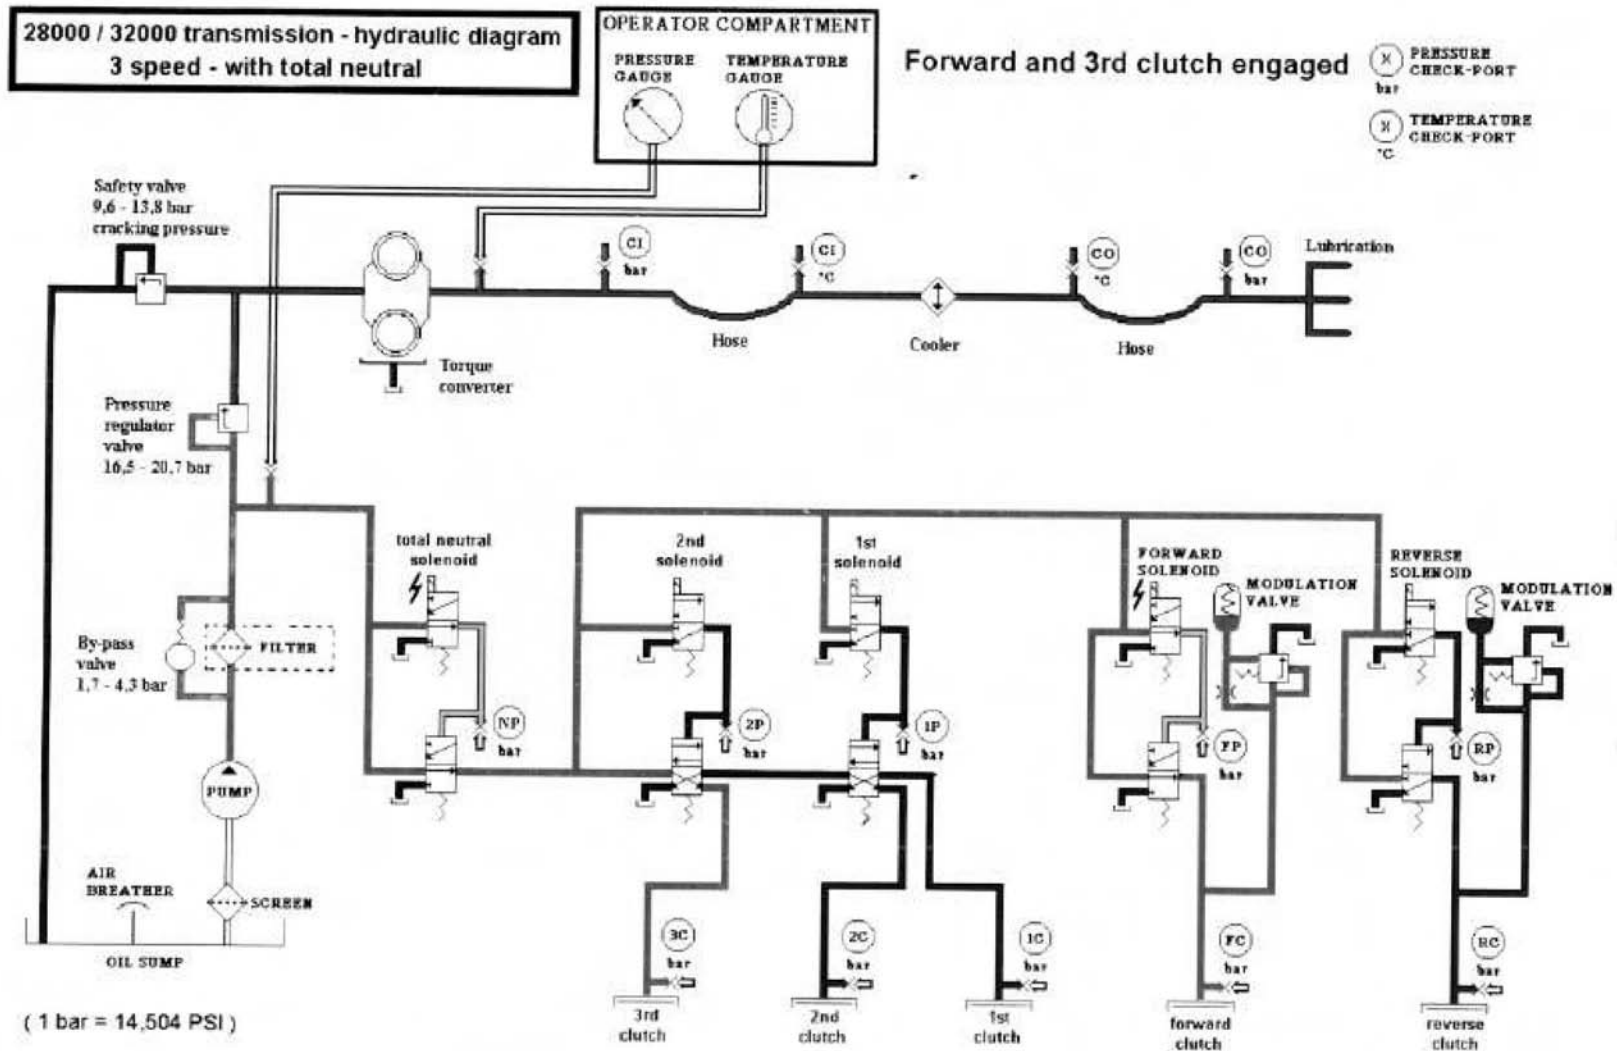 28000 / 32000 transmission - hydraulic diagram
3 speed - with total neutral
OPERATOR COMPARTMENT
PRESSURE
GAUGE
TEMPERATURE
GAUGE
Forward and 3rd clutch engaged
X
PRESSURE
CHECK-PORT
bar
X
TEMPERATURE
CHECK-PORT
°C
Safety valve
9,6 - 13,8 bar
cracking pressure
CI
bar
CI
°C
CO
°C
CO
bar
Lubrication
Hose
Cooler
Hose
Torque
converter
Pressure
regulator
valve
16,5 - 20,7 bar
total neutral
solenoid
2nd
solenoid
1st
solenoid
FORWARD
SOLENOID
MODULATION
VALVE
REVERSE
SOLENOID
MODULATION
VALVE
By-pass
valve
1,7 - 4,3 bar
FILTER
NP
bar
2P
bar
1P
bar
FP
bar
RP
bar
PUMP
AIR
BREATHER
SCREEN
OIL SUMP
3C
bar
2C
bar
1C
bar
FC
bar
RC
bar
3rd
clutch
2nd
clutch
1st
clutch
forward
clutch
reverse
clutch
( 1 bar = 14,504 PSI )